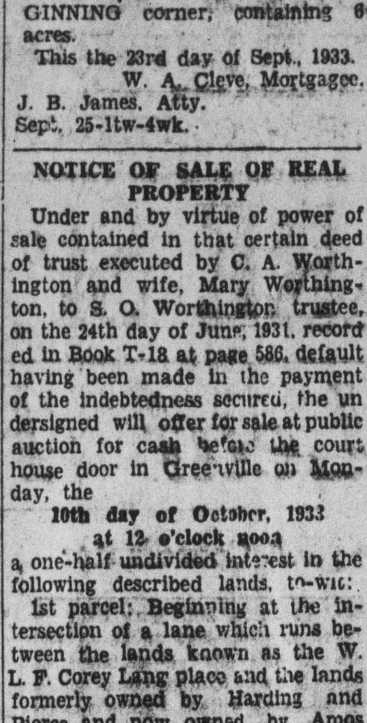 GINNING corner, containing 6
acres.
This the 23rd day of Sept., 1933.
W. A. Cleve, Mortgagee.
J. B. James, Atty.
Sept. 25-1tw-4wk.
NOTICE OF SALE OF REAL
PROPERTY
Under and by virtue of power of
sale contained in that certain deed
of trust executed by C. A. Worth-
ington and wife, Mary Worthing-
ton, to S. O. Worthington, trustee,
on the 24th day of June, 1931, record
ed in Book T-18 at page 586, default
having been made in the payment
of the indebtedness secured, the un
dersigned will offer for sale at public
auction for cash before the court
house door in Greenville on Mon-
day, the
10th day of October, 1933
at 12 o'clock noon
a one-half undivided interest in the
following described lands, to-wit:
1st parcel: Beginning at the in-
tersection of a lane which runs be-
tween the lands known as the W.
L. F. Corey Lang place and the lands
formerly owned by Harding and
Pierce and now owned by Amos